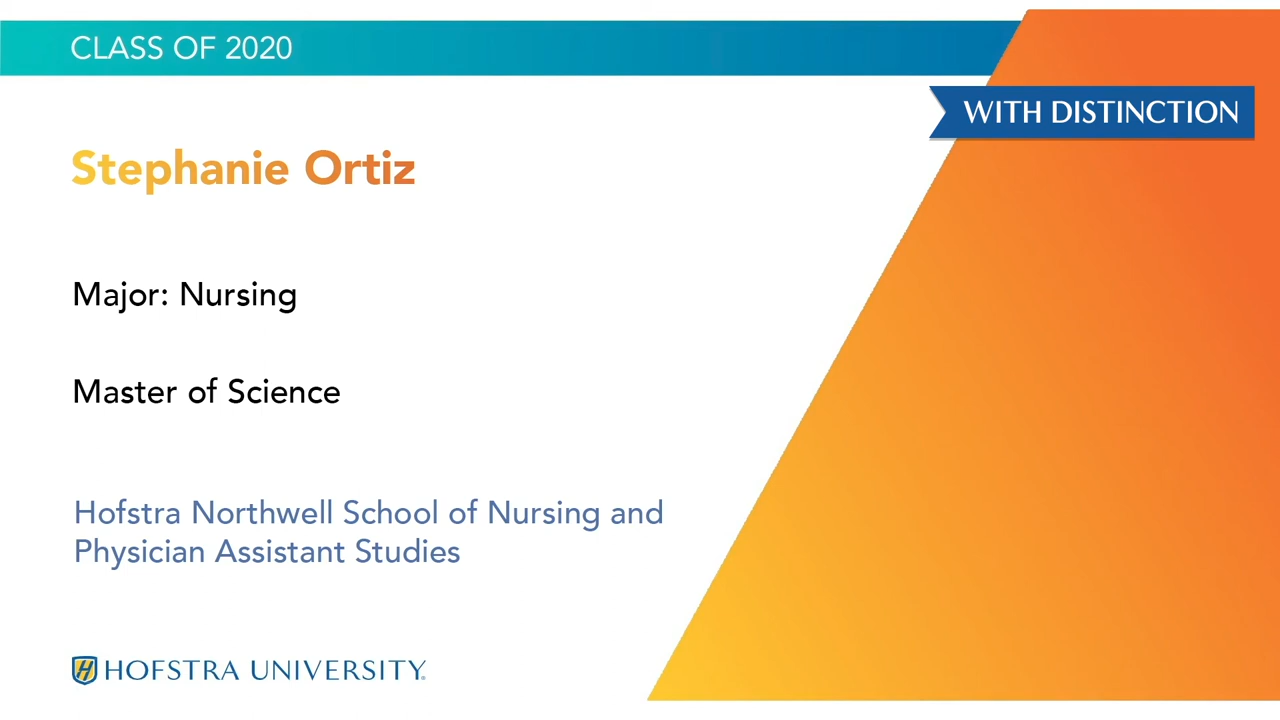 CLASS OF 2020
WITH DISTINCTION
Stephanie Ortiz
Major: Nursing
Master of Science
Hofstra Northwell School of Nursing and
Physician Assistant Studies
H HOFSTRA UNIVERSITY®